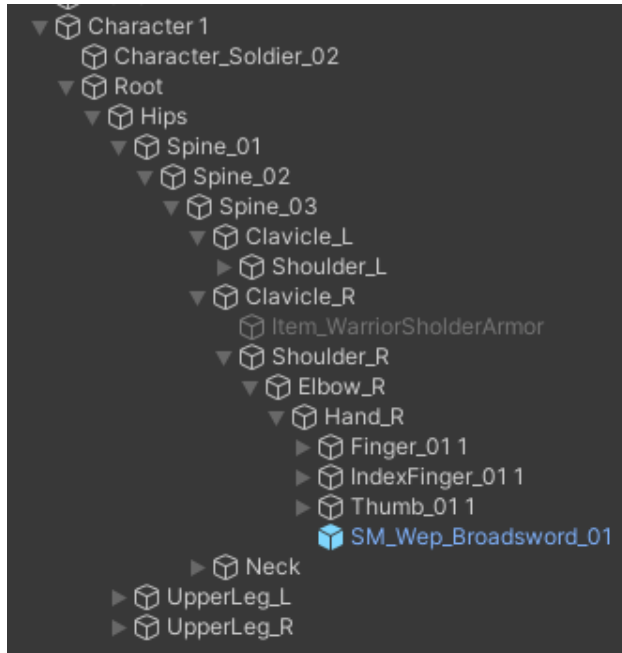 Character 1
Character_Soldier_02
Root
Hips
Spine_01
Spine_02
Spine_03
Clavicle_L
Shoulder_L
Clavicle_R
Item_WarriorSholderArmor
Shoulder_R
Elbow_R
Hand_R
Finger_01 1
IndexFinger_01 1
Thumb_01 1
SM_Wep_Broadsword_01
Neck
UpperLeg_L
UpperLeg_R